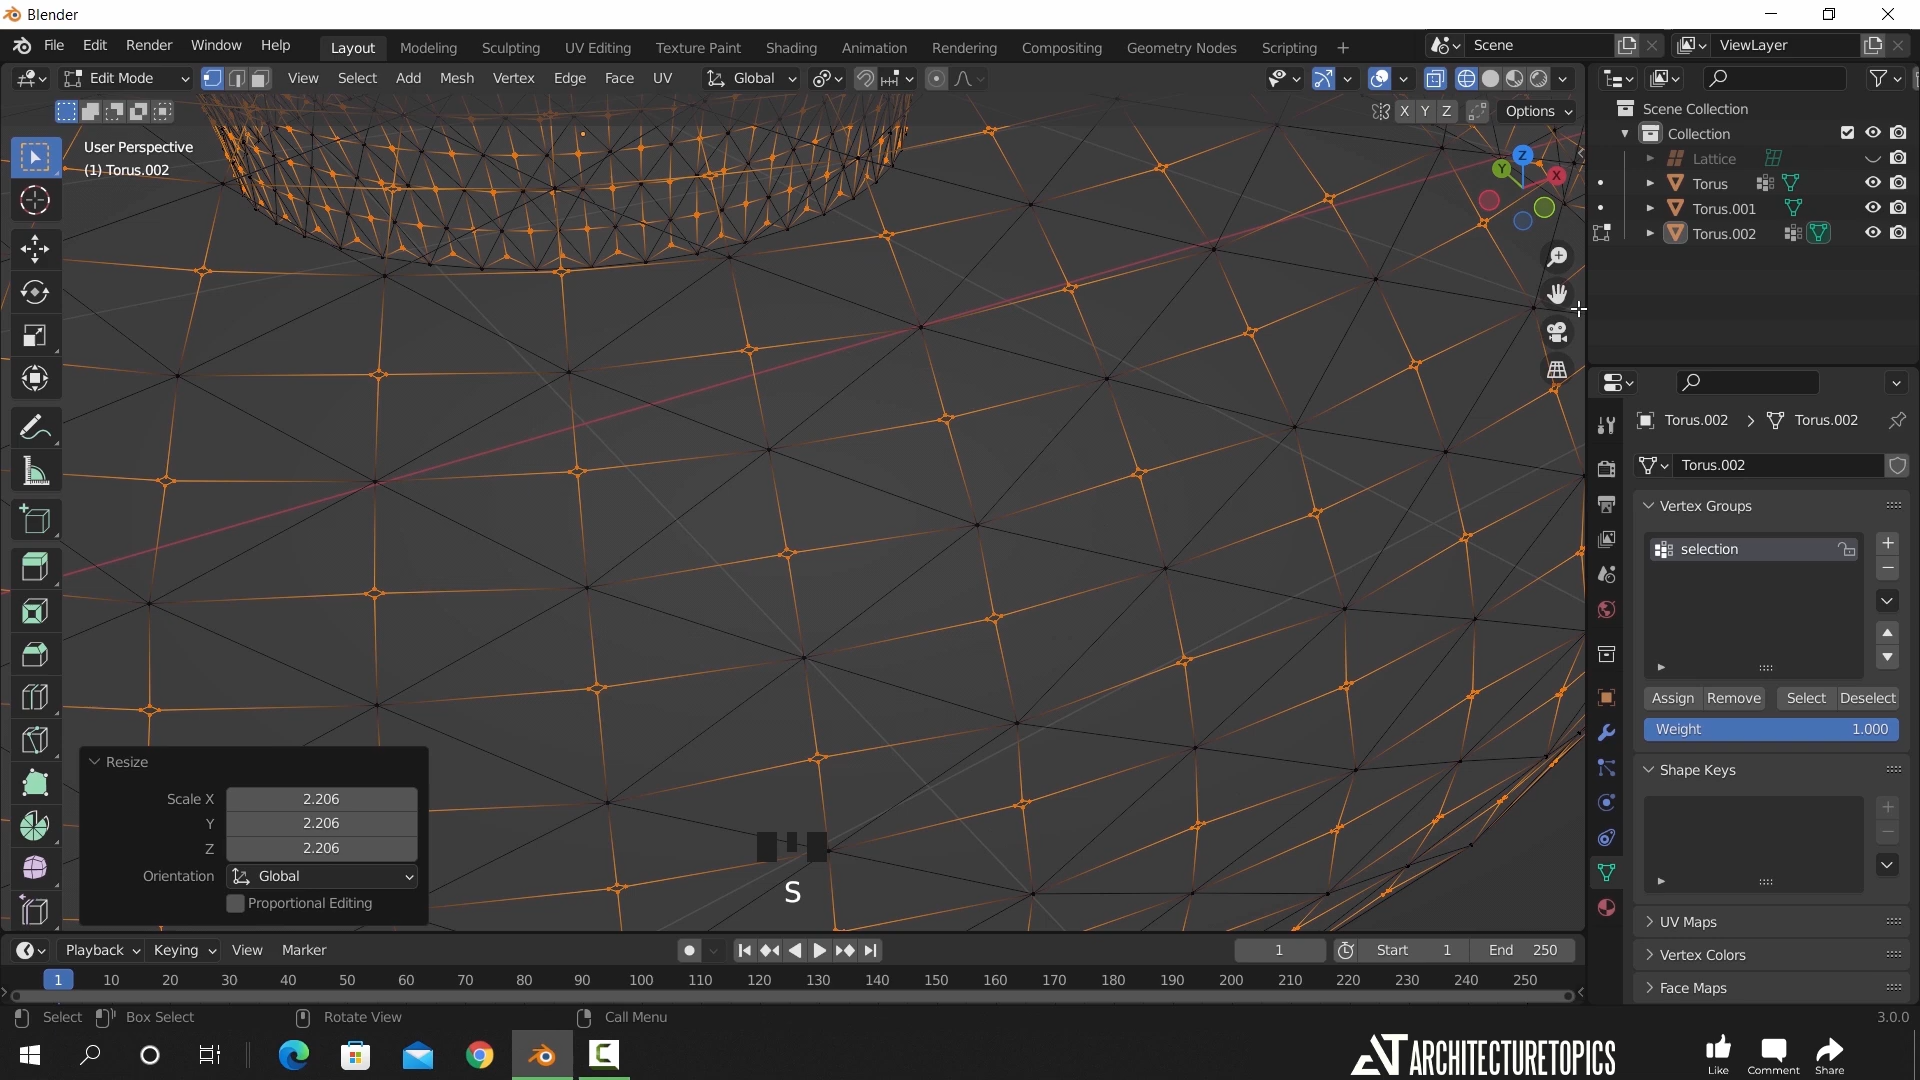 Blender
File Edit Render Window Help Layout Modeling Sculpting UV Editing Texture Paint Shading Animation Rendering Compositing Geometry Nodes Scripting + Scene ViewLayer
Edit Mode View Select Add Mesh Vertex Edge Face UV Global
X Y Z Options
User Perspective
(1) Torus.002
Z
Y
X
Scene Collection
Collection
Lattice
Torus
Torus.001
Torus.002
Torus.002 > Torus.002
Torus.002
Vertex Groups
selection
Assign Remove Select Deselect
Weight 1.000
Shape Keys
UV Maps
Vertex Colors
Face Maps
Resize
Scale X 2.206
Y 2.206
Z 2.206
Orientation Global
Proportional Editing
S
Playback Keying View Marker 1 Start 1 End 250
1 10 20 30 40 50 60 70 80 90 100 110 120 130 140 150 160 170 180 190 200 210 220 230 240 250
Select Box Select Rotate View Call Menu 3.0.0
AT ARCHITECTURETOPICS
Like Comment Share